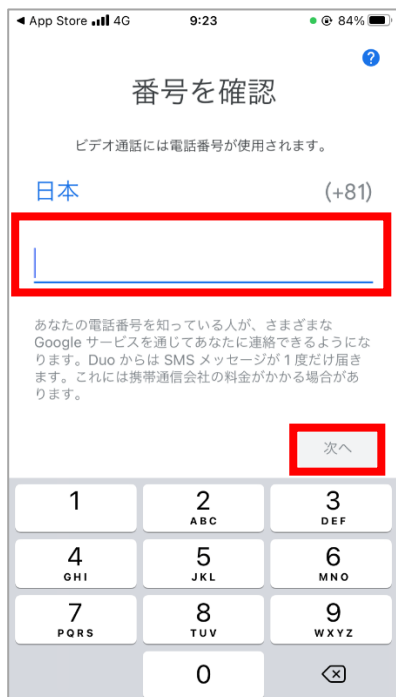 ◀ App Store 4G 9:23 84%
?
番号を確認
ビデオ通話には電話番号が使用されます。
日本 (+81)
あなたの電話番号を知っている人が、さまざまな
Google サービスを通じてあなたに連絡できるようにな
ります。Duo からは SMS メッセージが 1 度だけ届き
ます。これには携帯通信会社の料金がかかる場合があ
ります。
次へ
1 2 3
ABC DEF
4 5 6
GHI JKL MNO
7 8 9
PQRS TUV WXYZ
0